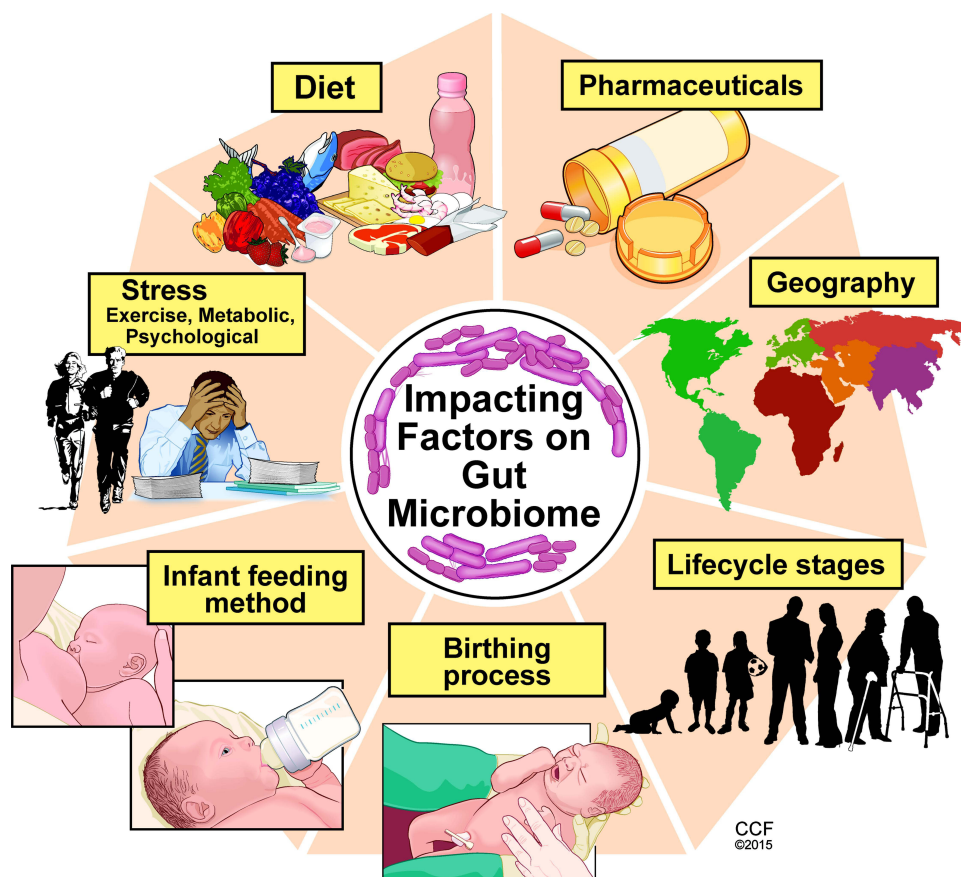 Diet
Pharmaceuticals
Stress
Exercise, Metabolic,
Psychological
Geography
Impacting
Factors on
Gut
Microbiome
Infant feeding
method
Birthing
process
Lifecycle stages
CCF
©2015